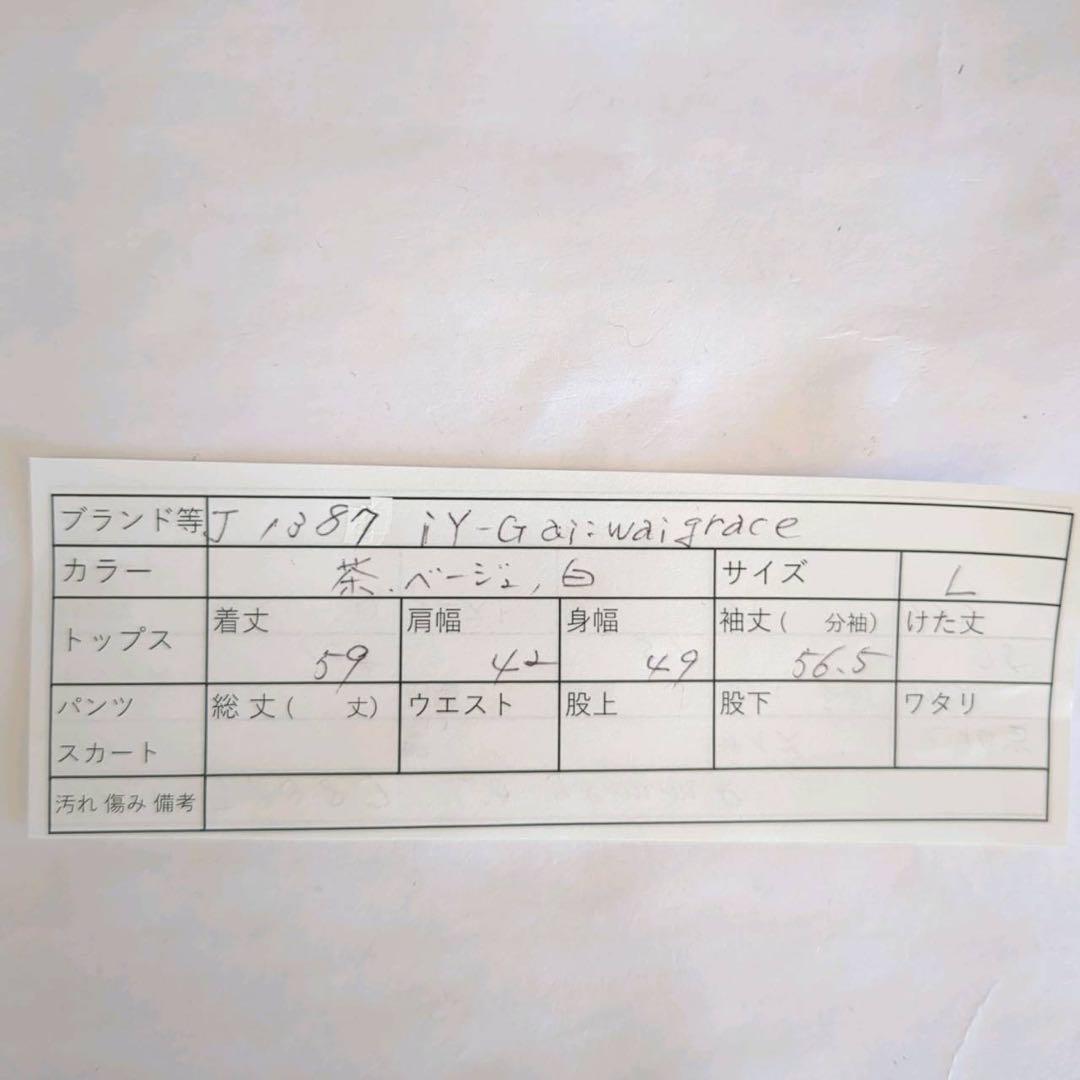 ブランド等 J 1387 iY-Gai:waigrace
カラー 茶.ベージュ,白 サイズ L
トップス 着丈 59 肩幅 42 身幅 49 袖丈( 分袖) 56.5 けた丈
パンツ スカート 総丈( 丈) ウエスト 股上 股下 ワタリ
汚れ 傷み 備考